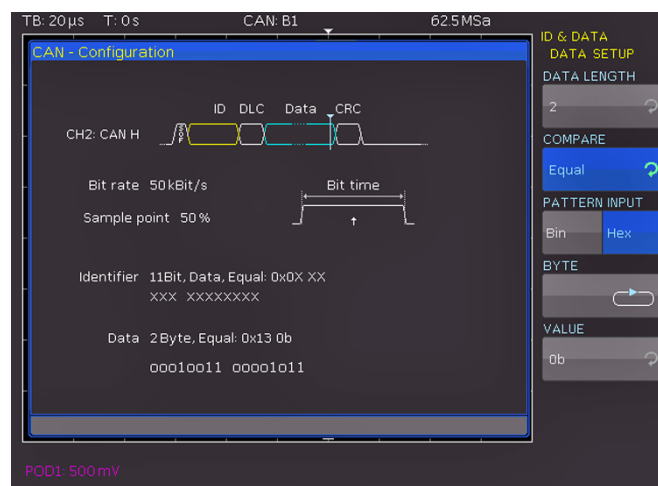 TB: 20µs T: 0s CAN: B1 62.5MSa
CAN - Configuration
ID DLC Data CRC
CH2: CAN H SOF
Bit rate 50kBit/s Bit time
Sample point 50%
Identifier 11Bit, Data, Equal: 0x0X XX
XXX XXXXXXXX
Data 2Byte, Equal: 0x13 0b
00010011 00001011
POD1: 500mV
ID & DATA
DATA SETUP
DATA LENGTH
2
COMPARE
Equal
PATTERN INPUT
Bin Hex
BYTE
VALUE
0b